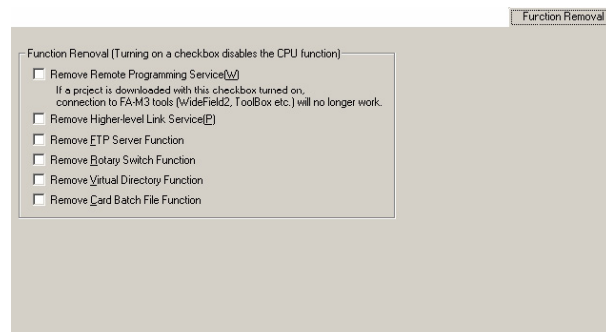 Function Removal
Function Removal (Turning on a checkbox disables the CPU function)
Remove Remote Programming Service(W)
If a project is downloaded with this checkbox turned on,
connection to FA-M3 tools (WideField2, ToolBox etc.) will no longer work.
Remove Higher-level Link Service(P)
Remove FTP Server Function
Remove Rotary Switch Function
Remove Virtual Directory Function
Remove Card Batch File Function